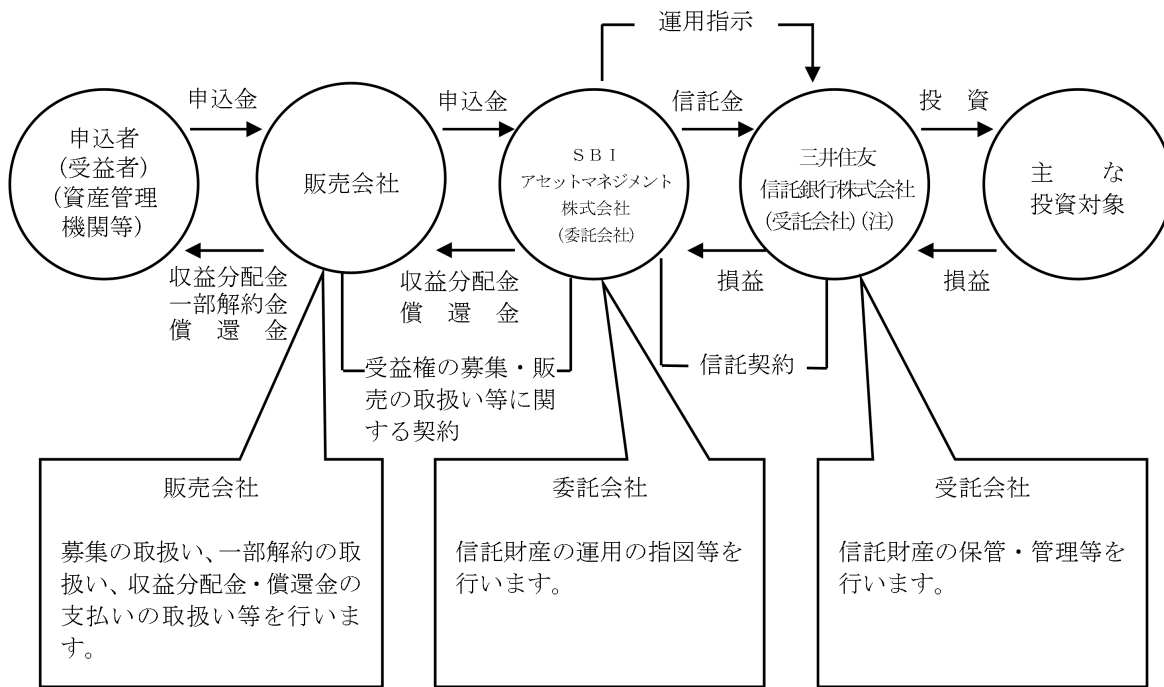 運用指示
申込金
申込金
信託金
投　資
申込者
(受益者)
(資産管理
機関等)
販売会社
ＳＢＩ
アセットマネジメント
株式会社
(委託会社)
三井住友
信託銀行株式会社
(受託会社)(注)
主　　な
投資対象
収益分配金
一部解約金
償　還　金
収益分配金
償　還　金
損益
損益
受益権の募集・販
売の取扱い等に関
する契約
信託契約
販売会社
募集の取扱い、一部解約の取
扱い、収益分配金・償還金の
支払いの取扱い等を行いま
す。
委託会社
信託財産の運用の指図等を
行います。
受託会社
信託財産の保管・管理等を
行います。